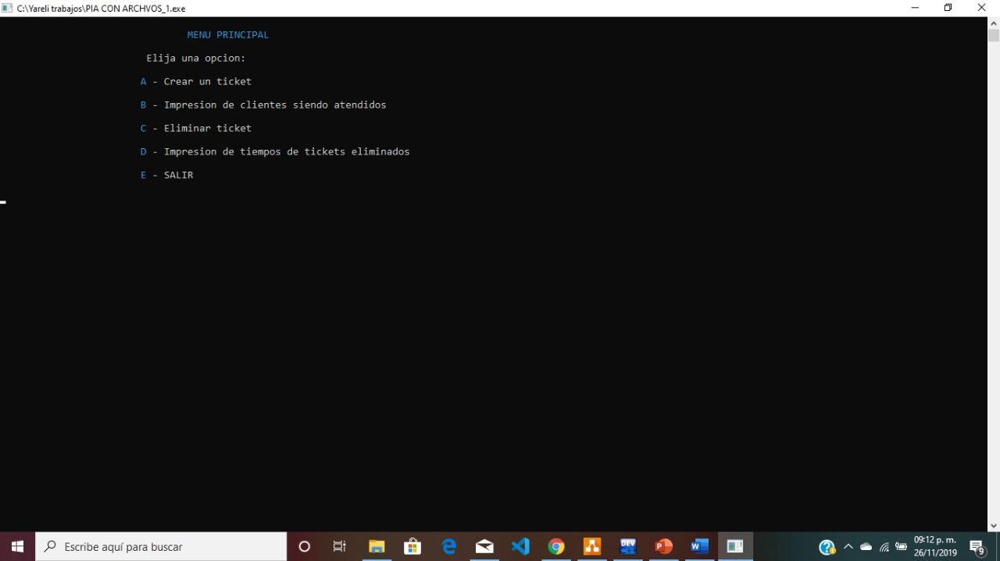 C:\Yareli trabajos\PIA CON ARCHVOS_1.exe
MENU PRINCIPAL
Elija una opcion:
A - Crear un ticket
B - Impresion de clientes siendo atendidos
C - Eliminar ticket
D - Impresion de tiempos de tickets eliminados
E - SALIR
Escribe aquí para buscar
DEV
09:12 p. m.
26/11/2019
9